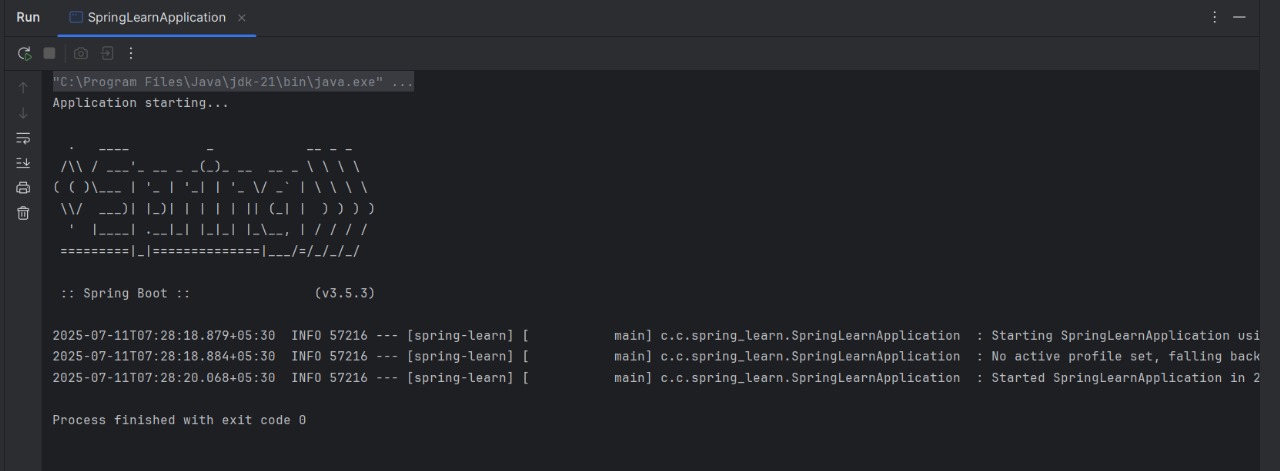 Run SpringLearnApplication
"C:\Program Files\Java\jdk-21\bin\java.exe" ...
Application starting...
  .   ____          _            __ _ _
 /\\ / ___'_ __ _ _(_)_ __  __ _ \ \ \ \
( ( )\___ | '_ | '_| | '_ \/ _` | \ \ \ \
 \\/  ___)| |_)| | | | | || (_| |  ) ) ) )
  '  |____| .__|_| |_|_| |_\__, | / / / /
 =========|_|==============|___/=/_/_/_/
 :: Spring Boot ::                (v3.5.3)
2025-07-11T07:28:18.879+05:30  INFO 57216 --- [spring-learn] [           main] c.c.spring_learn.SpringLearnApplication  : Starting SpringLearnApplication usi
2025-07-11T07:28:18.884+05:30  INFO 57216 --- [spring-learn] [           main] c.c.spring_learn.SpringLearnApplication  : No active profile set, falling back
2025-07-11T07:28:20.068+05:30  INFO 57216 --- [spring-learn] [           main] c.c.spring_learn.SpringLearnApplication  : Started SpringLearnApplication in 2
Process finished with exit code 0